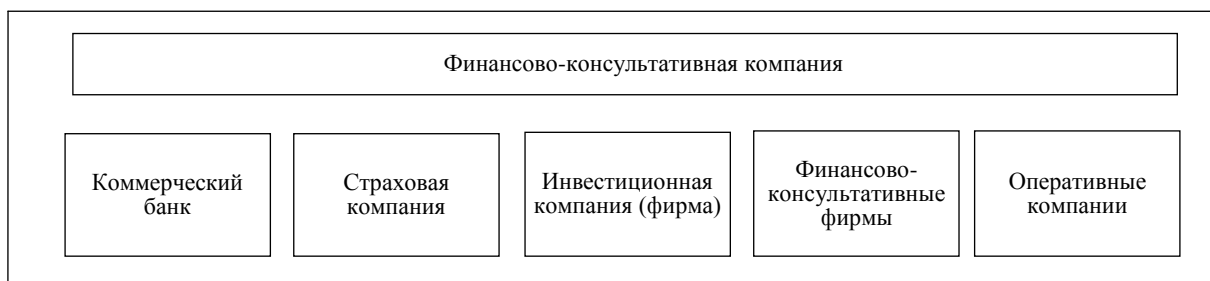 Финансово-консультативная компания
Коммерческий
банк
Страховая
компания
Инвестиционная
компания (фирма)
Финансово-
консультативные
фирмы
Оперативные
компании